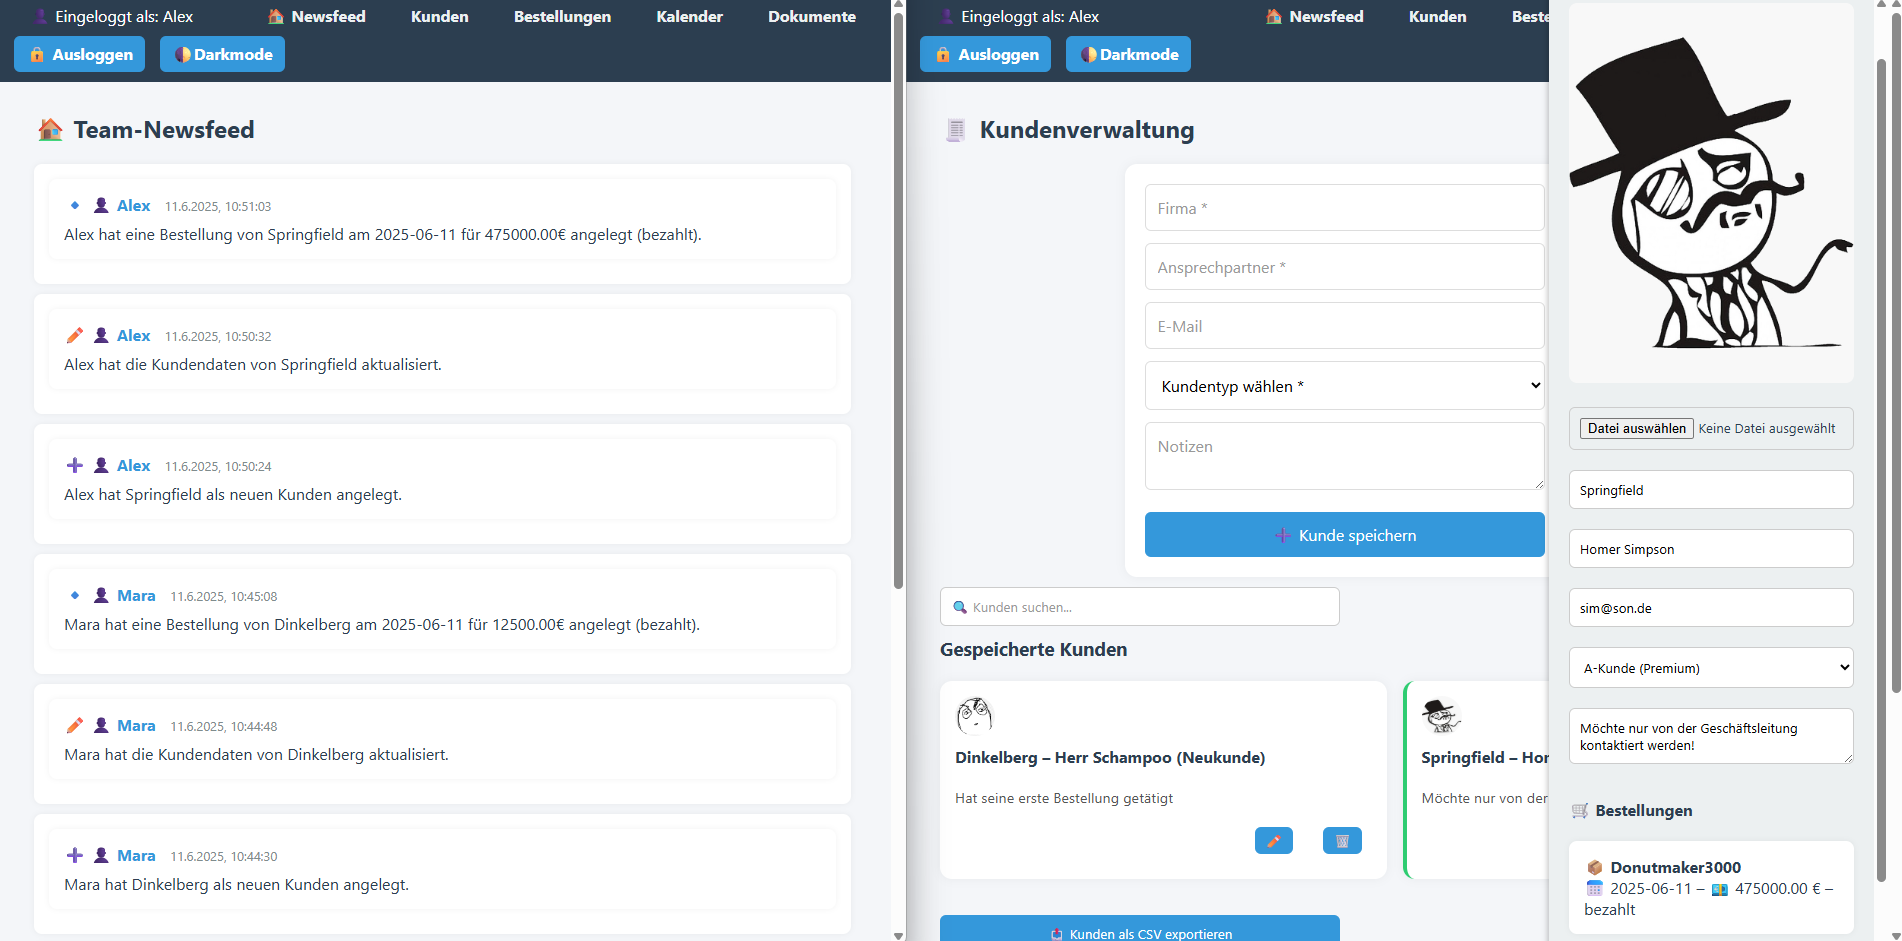 Eingeloggt als: Alex
Newsfeed Kunden Bestellungen Kalender Dokumente
Ausloggen Darkmode
Team-Newsfeed
Alex 11.6.2025, 10:51:03
Alex hat eine Bestellung von Springfield am 2025-06-11 für 475000.00€ angelegt (bezahlt).
Alex 11.6.2025, 10:50:32
Alex hat die Kundendaten von Springfield aktualisiert.
Alex 11.6.2025, 10:50:24
Alex hat Springfield als neuen Kunden angelegt.
Mara 11.6.2025, 10:45:08
Mara hat eine Bestellung von Dinkelberg am 2025-06-11 für 12500.00€ angelegt (bezahlt).
Mara 11.6.2025, 10:44:48
Mara hat die Kundendaten von Dinkelberg aktualisiert.
Mara 11.6.2025, 10:44:30
Mara hat Dinkelberg als neuen Kunden angelegt.
Eingeloggt als: Alex
Newsfeed Kunden Beste
Ausloggen Darkmode
Kundenverwaltung
Firma *
Ansprechpartner *
E-Mail
Kundentyp wählen *
Notizen
Kunde speichern
Kunden suchen...
Gespeicherte Kunden
Dinkelberg – Herr Schampoo (Neukunde)
Hat seine erste Bestellung getätigt
Springfield – Hor
Möchte nur von der
Kunden als CSV exportieren
Datei auswählen Keine Datei ausgewählt
Springfield
Homer Simpson
sim@son.de
A-Kunde (Premium)
Möchte nur von der Geschäftsleitung
kontaktiert werden!
Bestellungen
Donutmaker3000
2025-06-11 – 475000.00 € –
bezahlt